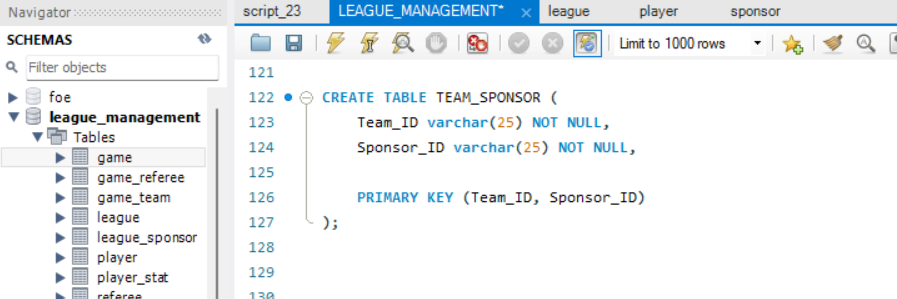 Navigator
SCHEMAS
Filter objects
foe
league_management
Tables
game
game_referee
game_team
league
league_sponsor
player
player_stat
referee
script_23 LEAGUE_MANAGEMENT* × league player sponsor
Limit to 1000 rows
121
122 CREATE TABLE TEAM_SPONSOR (
123 Team_ID varchar(25) NOT NULL,
124 Sponsor_ID varchar(25) NOT NULL,
125
126 PRIMARY KEY (Team_ID, Sponsor_ID)
127 );
128
129
130